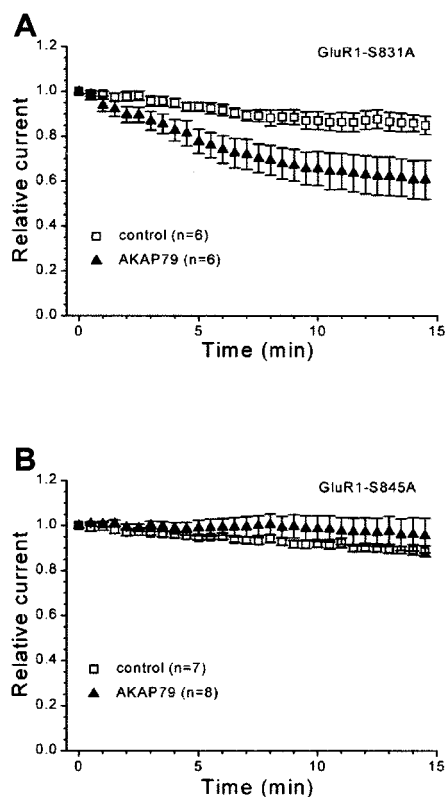 A
GluR1-S831A
1.2
1.0
0.8
0.6
0.4
0.2
0.0
Relative current
control (n=6)
AKAP79 (n=6)
0 5 10 15
Time (min)
B
GluR1-S845A
1.2
1.0
0.8
0.6
0.4
0.2
0.0
Relative current
control (n=7)
AKAP79 (n=8)
0 5 10 15
Time (min)